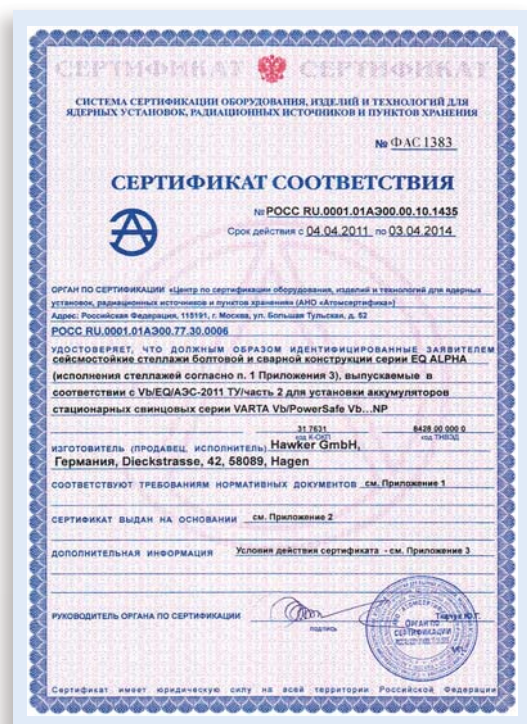 СЕРТИФИКАТ СЕРТИФИКАТ
СИСТЕМА СЕРТИФИКАЦИИ ОБОРУДОВАНИЯ, ИЗДЕЛИЙ И ТЕХНОЛОГИЙ ДЛЯ
ЯДЕРНЫХ УСТАНОВОК, РАДИАЦИОННЫХ ИСТОЧНИКОВ И ПУНКТОВ ХРАНЕНИЯ
№ ФАС 1383
СЕРТИФИКАТ СООТВЕТСТВИЯ
№ РОСС RU.0001.01АЭ00.00.10.1435
Срок действия с 04.04.2011 по 03.04.2014
ОРГАН ПО СЕРТИФИКАЦИИ «Центр по сертификации оборудования, изделий и технологий для ядерных
установок, радиационных источников и пунктов хранения» (АНО «Атомсертифика»)
Адрес: Российская Федерация, 115191, г. Москва, ул. Большая Тульская, д. 52
РОСС RU.0001.01АЭ00.77.30.0006
УДОСТОВЕРЯЕТ, ЧТО ДОЛЖНЫМ ОБРАЗОМ ИДЕНТИФИЦИРОВАННЫЕ ЗАЯВИТЕЛЕМ
сейсмостойкие стеллажи болтовой и сварной конструкции серии EQ ALPHA
(исполнения стеллажей согласно п. 1 Приложения 3), выпускаемые в
соответствии с Vb/EQ/АЭС-2011 ТУ/часть 2 для установки аккумуляторов
стационарных свинцовых серии VARTA Vb/PowerSafe Vb...NP
31 7631 8428 00 000 0
код К-ОКП код ТНВЭД
ИЗГОТОВИТЕЛЬ (ПРОДАВЕЦ, ИСПОЛНИТЕЛЬ) Hawker GmbH,
Германия, Dieckstrasse, 42, 58089, Hagen
СООТВЕТСТВУЮТ ТРЕБОВАНИЯМ НОРМАТИВНЫХ ДОКУМЕНТОВ см. Приложение 1
СЕРТИФИКАТ ВЫДАН НА ОСНОВАНИИ см. Приложение 2
ДОПОЛНИТЕЛЬНАЯ ИНФОРМАЦИЯ Условия действия сертификата - см. Приложение 3
РУКОВОДИТЕЛЬ ОРГАНА ПО СЕРТИФИКАЦИИ
подпись
ОРГАН ПО
СЕРТИФИКАЦИИ
Сертификат имеет юридическую силу на всей территории Российской Федерации